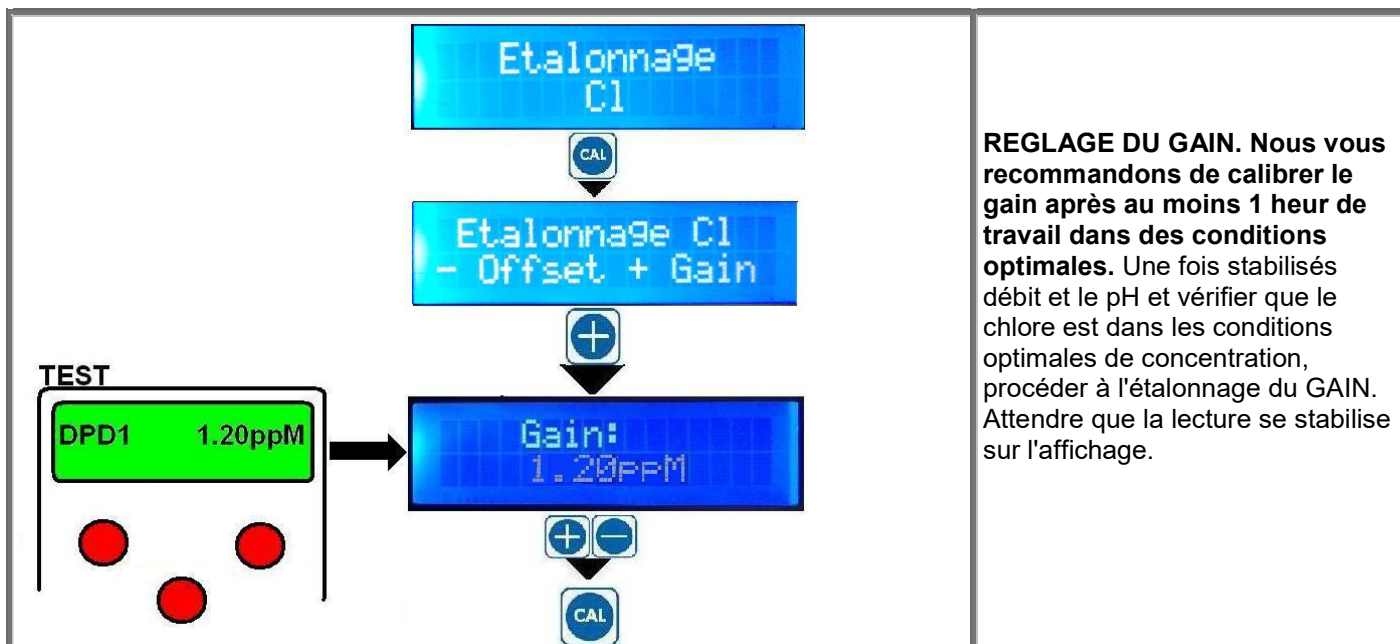 Etalonnage
Cl
CAL
Etalonnage Cl
- Offset + Gain
+
TEST
DPD1 1.20ppM
Gain:
1.20ppM
+ -
CAL
REGLAGE DU GAIN. Nous vous
recommandons de calibrer le
gain après au moins 1 heur de
travail dans des conditions
optimales. Une fois stabilisés
débit et le pH et vérifier que le
chlore est dans les conditions
optimales de concentration,
procéder à l'étalonnage du GAIN.
Attendre que la lecture se stabilise
sur l'affichage.